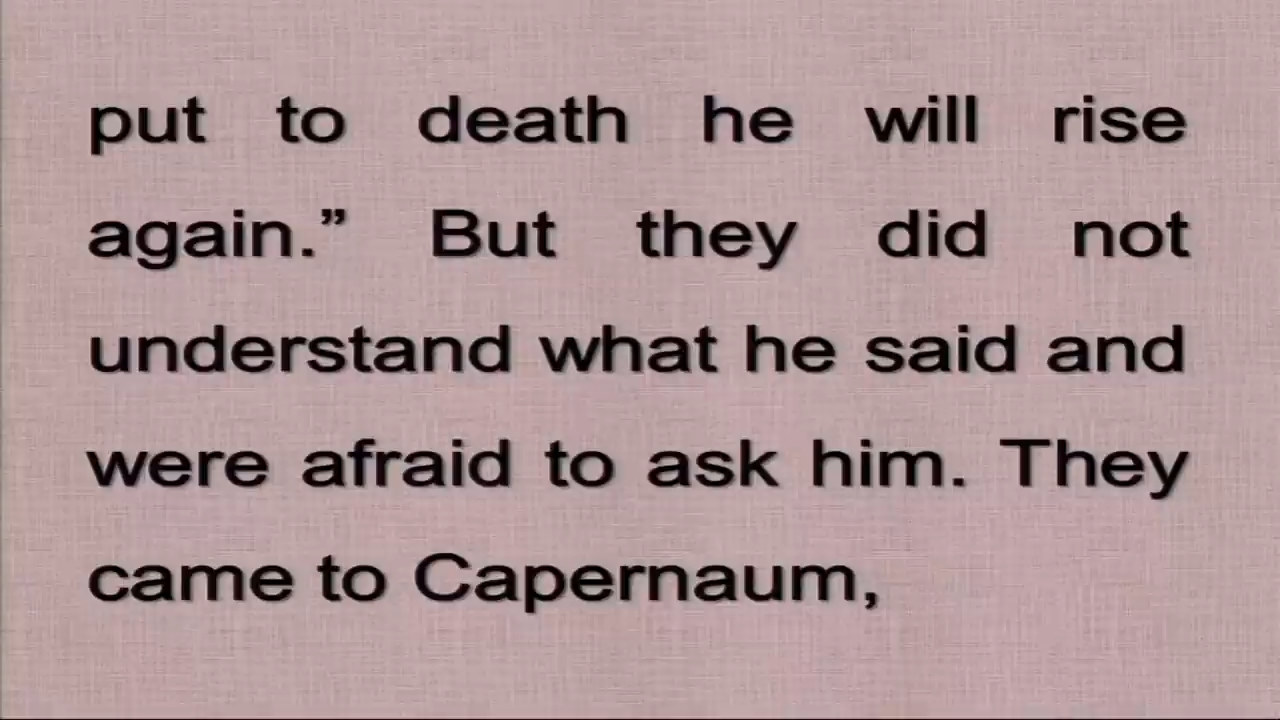 put to death he will rise
again.” But they did not
understand what he said and
were afraid to ask him. They
came to Capernaum,